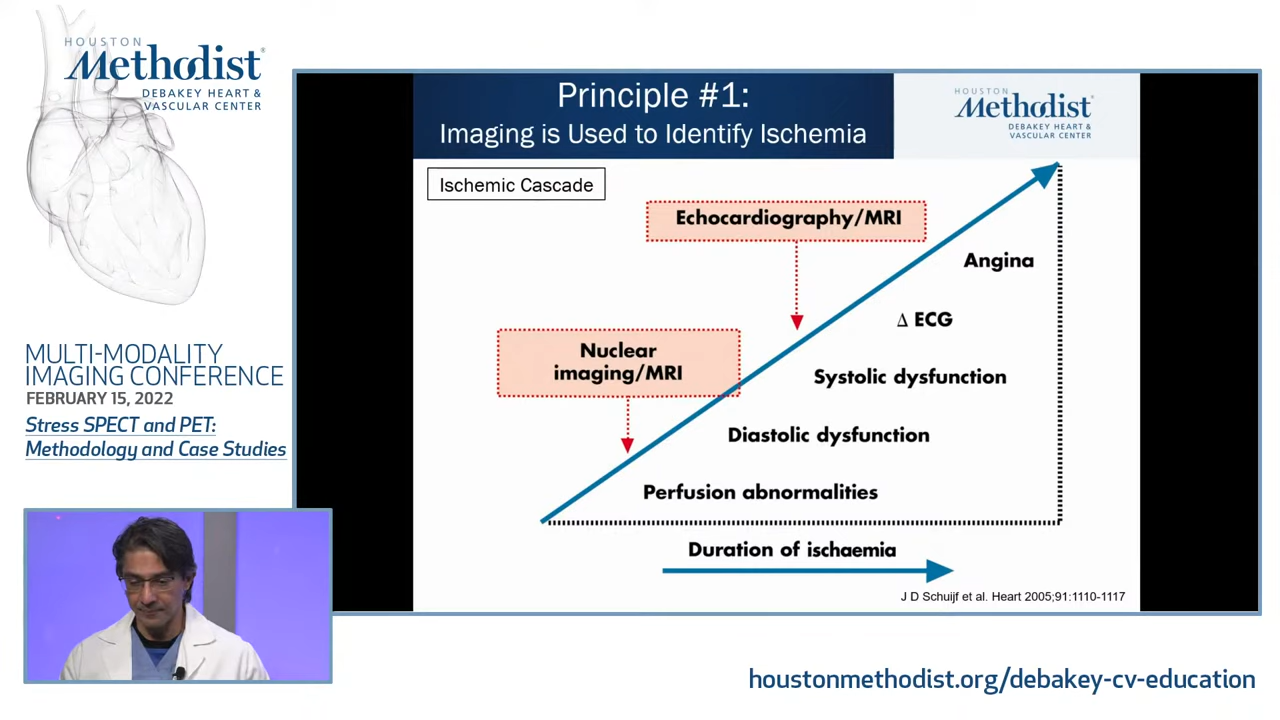 HOUSTON
Methodist®
DEBAKEY HEART &
VASCULAR CENTER
MULTI-MODALITY
IMAGING CONFERENCE
FEBRUARY 15, 2022
Stress SPECT and PET:
Methodology and Case Studies
Principle #1:
Imaging is Used to Identify Ischemia
HOUSTON
Methodist®
DEBAKEY HEART &
VASCULAR CENTER
Ischemic Cascade
Echocardiography/MRI
Angina
Δ ECG
Nuclear
imaging/MRI
Systolic dysfunction
Diastolic dysfunction
Perfusion abnormalities
Duration of ischaemia
J D Schuijf et al. Heart 2005;91:1110-1117
houstonmethodist.org/debakey-cv-education